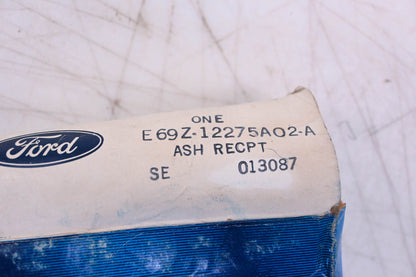 ONE
E69Z-12275A02-A
Ford
ASH RECPT
SE 013087